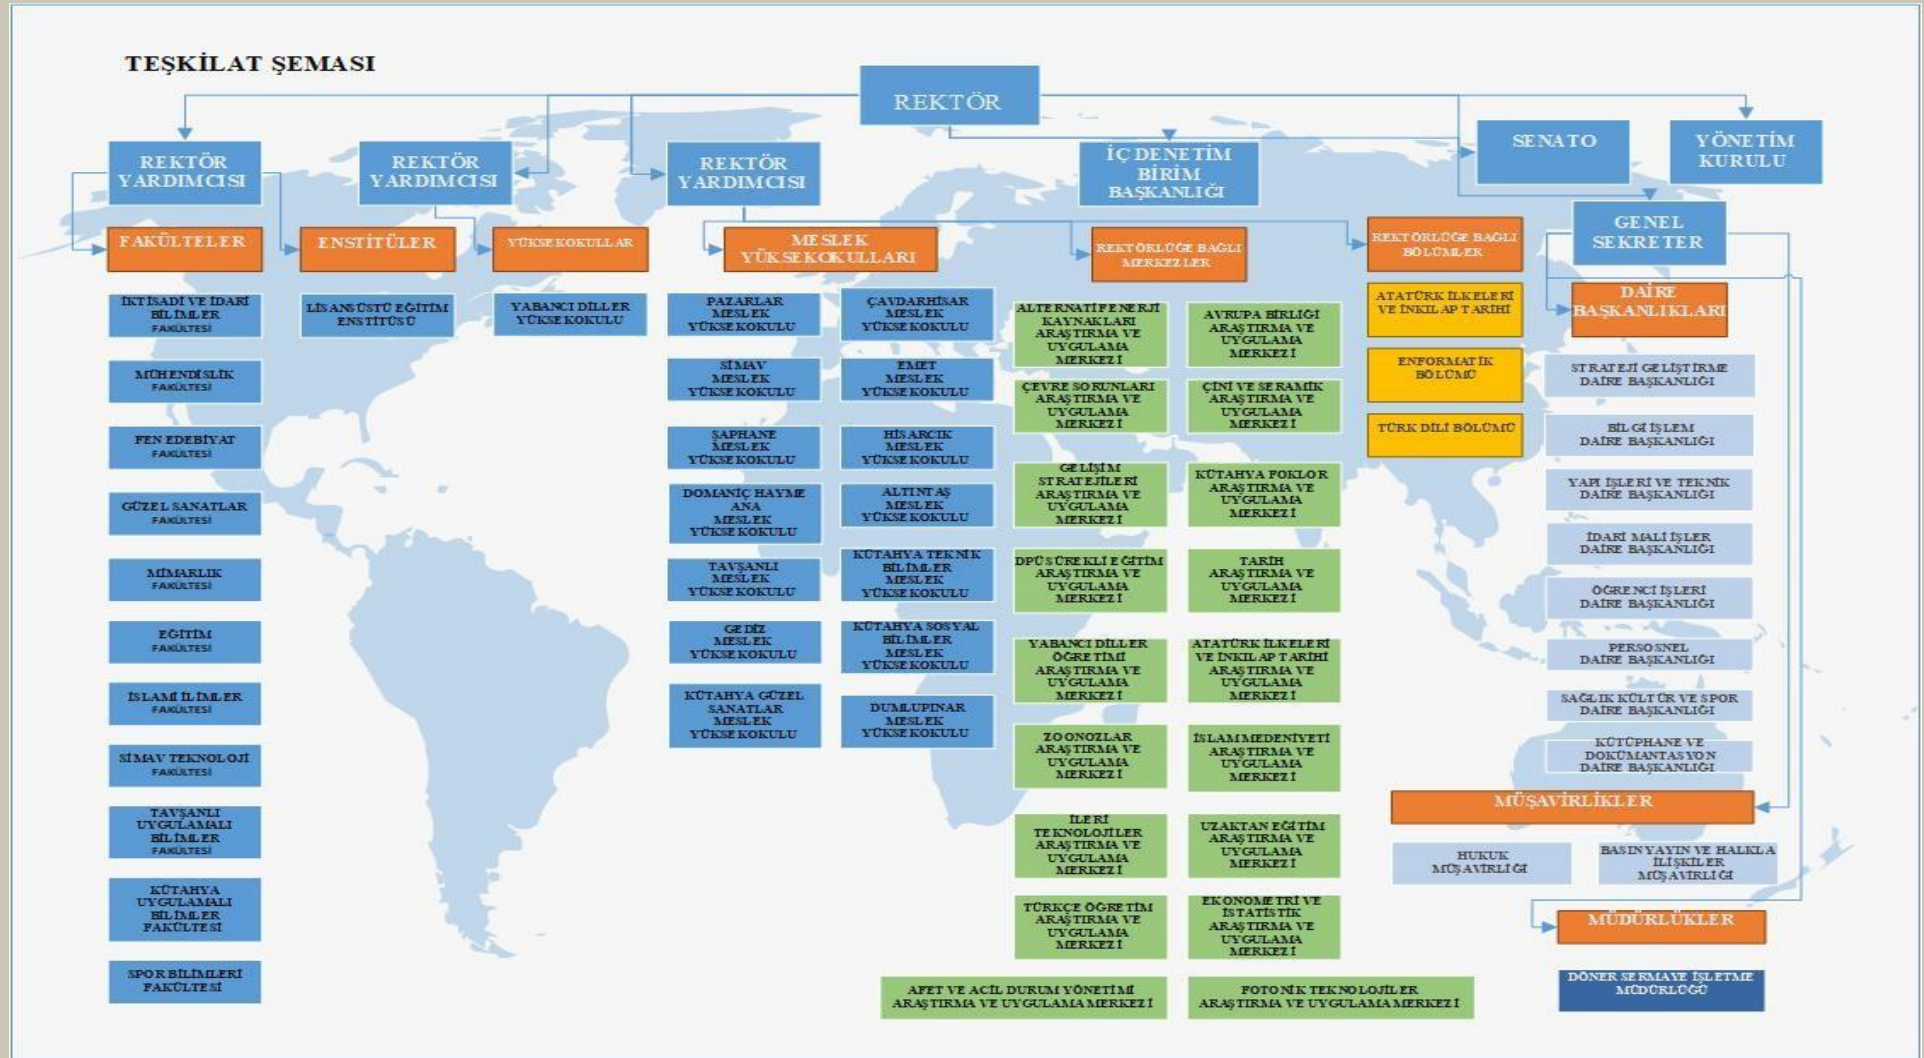 TEŞKİLAT ŞEMASI
REKTÖR
REKTÖR
YARDIMCISI
REKTÖR
YARDIMCISI
REKTÖR
YARDIMCISI
İÇ DENETİM
BİRİM
BAŞKANLIĞI
SENATO
YÖNETİM
KURULU
GENEL
SEKRETER
FAKÜLTELER
İKTİSADİ VE İDARİ
BİLİMLER
FAKÜLTESİ
MÜHENDİSLİK
FAKÜLTESİ
FEN EDEBİYAT
FAKÜLTESİ
GÜZEL SANATLAR
FAKÜLTESİ
MİMARLIK
FAKÜLTESİ
EĞİTİM
FAKÜLTESİ
İSLAMİ İLİMLER
FAKÜLTESİ
SİMAV TEKNOLOJİ
FAKÜLTESİ
TAVŞANLI
UYGULAMALI
BİLİMLER
FAKÜLTESİ
KÜTAHYA
UYGULAMALI
BİLİMLER
FAKÜLTESİ
SPOR BİLİMLERİ
FAKÜLTESİ
ENSTİTÜLER
LİSANSÜSTÜ EĞİTİM
ENSTİTÜSÜ
YÜKSEKOKULLAR
YABANCI DİLLER
YÜKSEKOKULU
MESLEK
YÜKSEKOKULLARI
PAZARLAR
MESLEK
YÜKSEKOKULU
SİMAV
MESLEK
YÜKSEKOKULU
ŞAPHANE
MESLEK
YÜKSEKOKULU
DOMANİÇ HAYME
ANA
MESLEK
YÜKSEKOKULU
TAVŞANLI
MESLEK
YÜKSEKOKULU
GEDİZ
MESLEK
YÜKSEKOKULU
KÜTAHYA GÜZEL
SANATLAR
MESLEK
YÜKSEKOKULU
ÇAVDARHİSAR
MESLEK
YÜKSEKOKULU
EMET
MESLEK
YÜKSEKOKULU
HİSARCIK
MESLEK
YÜKSEKOKULU
ALTINTAŞ
MESLEK
YÜKSEKOKULU
KÜTAHYA TEKNİK
BİLİMLER
MESLEK
YÜKSEKOKULU
KÜTAHYA SOSYAL
BİLİMLER
MESLEK
YÜKSEKOKULU
DUMLUPINAR
MESLEK
YÜKSEKOKULU
REKTÖRLÜĞE BAĞLI
MERKEZLER
ALTERNATİF ENERJİ
KAYNAKLARI
ARAŞTIRMA VE
UYGULAMA
MERKEZİ
ÇEVRE SORUNLARI
ARAŞTIRMA VE
UYGULAMA
MERKEZİ
GELİŞİM
STRATEJİLERİ
ARAŞTIRMA VE
UYGULAMA
MERKEZİ
DPÜ SÜREKLİ EĞİTİM
ARAŞTIRMA VE
UYGULAMA
MERKEZİ
YABANCI DİLLER
ÖĞRETİMİ
ARAŞTIRMA VE
UYGULAMA
MERKEZİ
ZOONOZLAR
ARAŞTIRMA VE
UYGULAMA
MERKEZİ
İLERİ
TEKNOLOJİLER
ARAŞTIRMA VE
UYGULAMA
MERKEZİ
TÜRKÇE ÖĞRETİM
ARAŞTIRMA VE
UYGULAMA
MERKEZİ
AFET VE ACİL DURUM YÖNETİMİ
ARAŞTIRMA VE UYGULAMA MERKEZİ
AVRUPA BİRLİĞİ
ARAŞTIRMA VE
UYGULAMA
MERKEZİ
ÇİNİ VE SERAMİK
ARAŞTIRMA VE
UYGULAMA
MERKEZİ
KÜTAHYA FOKLOR
ARAŞTIRMA VE
UYGULAMA
MERKEZİ
TARİH
ARAŞTIRMA VE
UYGULAMA
MERKEZİ
ATATÜRK İLKELERİ
VE İNKILAP TARİHİ
ARAŞTIRMA VE
UYGULAMA
MERKEZİ
İSLAM MEDENİYETİ
ARAŞTIRMA VE
UYGULAMA
MERKEZİ
UZAKTAN EĞİTİM
ARAŞTIRMA VE
UYGULAMA
MERKEZİ
EKONOMETRİ VE
İSTATİSTİK
ARAŞTIRMA VE
UYGULAMA
MERKEZİ
FOTONİK TEKNOLOJİLER
ARAŞTIRMA VE UYGULAMA MERKEZİ
REKTÖRLÜĞE BAĞLI
BÖLÜMLER
ATATÜRK İLKELERİ
VE İNKILAP TARİHİ
ENFORMATİK
BÖLÜMÜ
TÜRK DİLİ BÖLÜMÜ
DAİRE
BAŞKANLIKLARI
STRATEJİ GELİŞTİRME
DAİRE BAŞKANLIĞI
BİLGİ İŞLEM
DAİRE BAŞKANLIĞI
YAPI İŞLERİ VE TEKNİK
DAİRE BAŞKANLIĞI
İDARİ MALİ İŞLER
DAİRE BAŞKANLIĞI
ÖĞRENCİ İŞLERİ
DAİRE BAŞKANLIĞI
PERSOSNEL
DAİRE BAŞKANLIĞI
SAĞLIK KÜLTÜR VE SPOR
DAİRE BAŞKANLIĞI
KÜTÜPHANE VE
DOKÜMANTASYON
DAİRE BAŞKANLIĞI
MÜŞAVİRLİKLER
HUKUK
MÜŞAVİRLİĞİ
BASIN YAYIN VE HALKLA
İLİŞKİLER
MÜŞAVİRLİĞİ
MÜDÜRLÜKLER
DÖNER SERMAYE İŞLETME
MÜDÜRLÜĞÜ